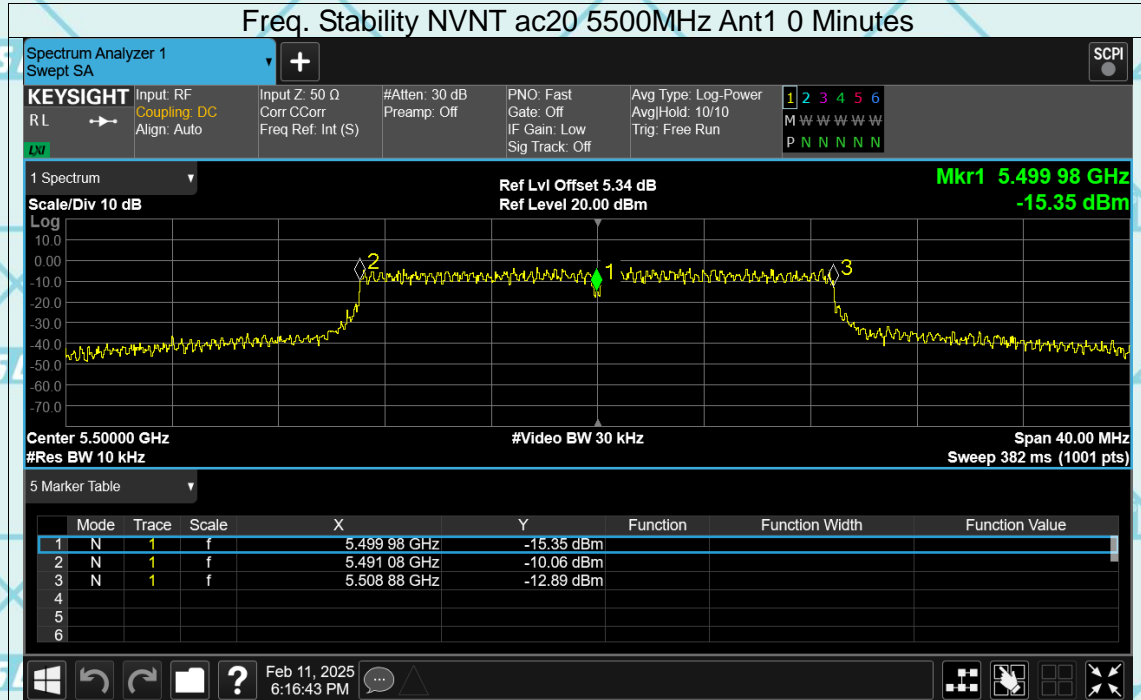 Freq. Stability NVNT ac20 5500MHz Ant1 0 Minutes
Spectrum Analyzer 1
Swept SA
SCPI
KEYSIGHT
R L
LXI
Input: RF
Coupling: DC
Align: Auto
Input Z: 50 Ω
Corr CCorr
Freq Ref: Int (S)
#Atten: 30 dB
Preamp: Off
PNO: Fast
Gate: Off
IF Gain: Low
Sig Track: Off
Avg Type: Log-Power
Avg|Hold: 10/10
Trig: Free Run
1 2 3 4 5 6
M W W W W W
P N N N N N
1 Spectrum
Scale/Div 10 dB
Ref Lvl Offset 5.34 dB
Ref Level 20.00 dBm
Mkr1 5.499 98 GHz
-15.35 dBm
Log
10.0
0.00
-10.0
-20.0
-30.0
-40.0
-50.0
-60.0
-70.0
2
1
3
Center 5.50000 GHz
#Video BW 30 kHz
Span 40.00 MHz
#Res BW 10 kHz
Sweep 382 ms (1001 pts)
5 Marker Table
Mode Trace Scale X Y Function Function Width Function Value
1 N 1 f 5.499 98 GHz -15.35 dBm
2 N 1 f 5.491 08 GHz -10.06 dBm
3 N 1 f 5.508 88 GHz -12.89 dBm
4
5
6
?
Feb 11, 2025
6:16:43 PM